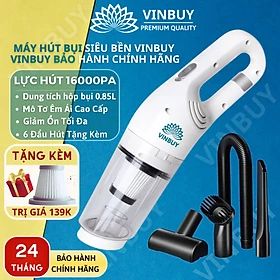 VINBUY
PREMIUM QUALITY
MÁY HÚT BỤI SIÊU BỀN VINBUY
VINBUY BẢO HÀNH CHÍNH HÃNG
LỰC HÚT 16000PA
• Dung tích hộp bụi 0.85L
• Mô Tơ Êm Ái Cao Cấp
• Giảm Ồn Tối Đa
• 6 Đầu Hút Tặng Kèm
VINBUY
TẶNG KÈM
TRỊ GIÁ 139K
24
THÁNG
BẢO HÀNH
CHÍNH HÃNG